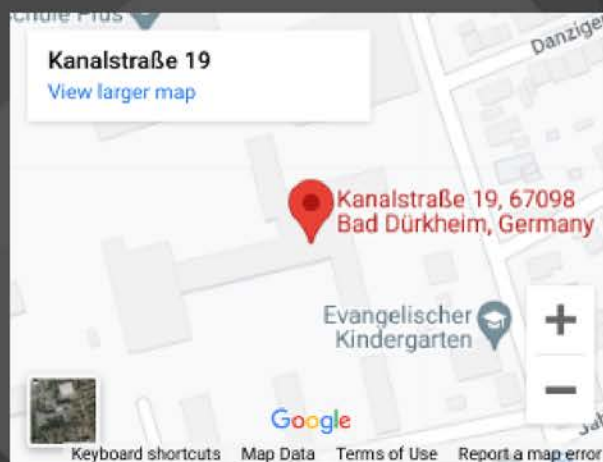 Plus
Kanalstraße 19
View larger map
Kanalstraße 19, 67098
Bad Dürkheim, Germany
Evangelischer
Kindergarten
+
−
Google
Keyboard shortcuts Map Data Terms of Use Report a map error